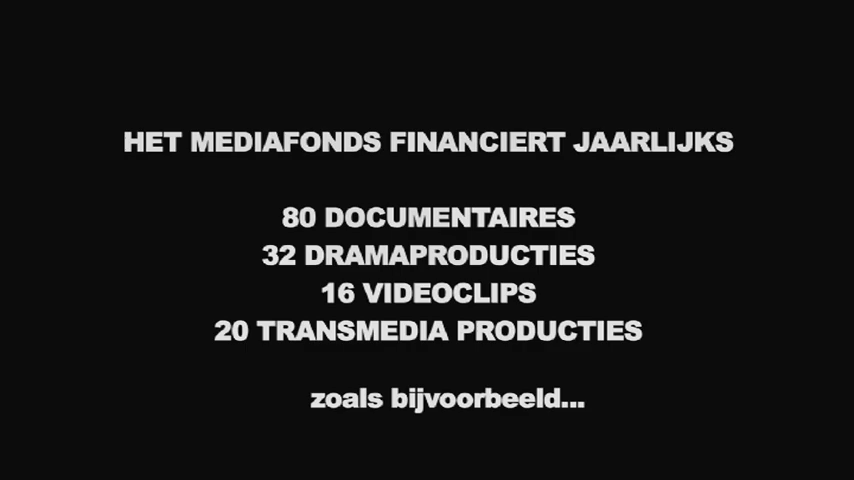 HET MEDIAFONDS FINANCIERT JAARLIJKS
80 DOCUMENTAIRES
32 DRAMAPRODUCTIES
16 VIDEOCLIPS
20 TRANSMEDIA PRODUCTIES
zoals bijvoorbeeld...